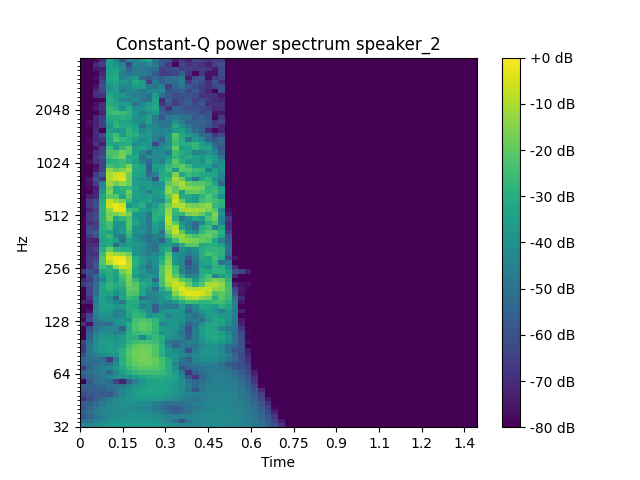 Constant-Q power spectrum speaker_2
Hz
2048
1024
512
256
128
64
32
0 0.15 0.3 0.45 0.6 0.75 0.9 1.1 1.2 1.4
Time
+0 dB
-10 dB
-20 dB
-30 dB
-40 dB
-50 dB
-60 dB
-70 dB
-80 dB